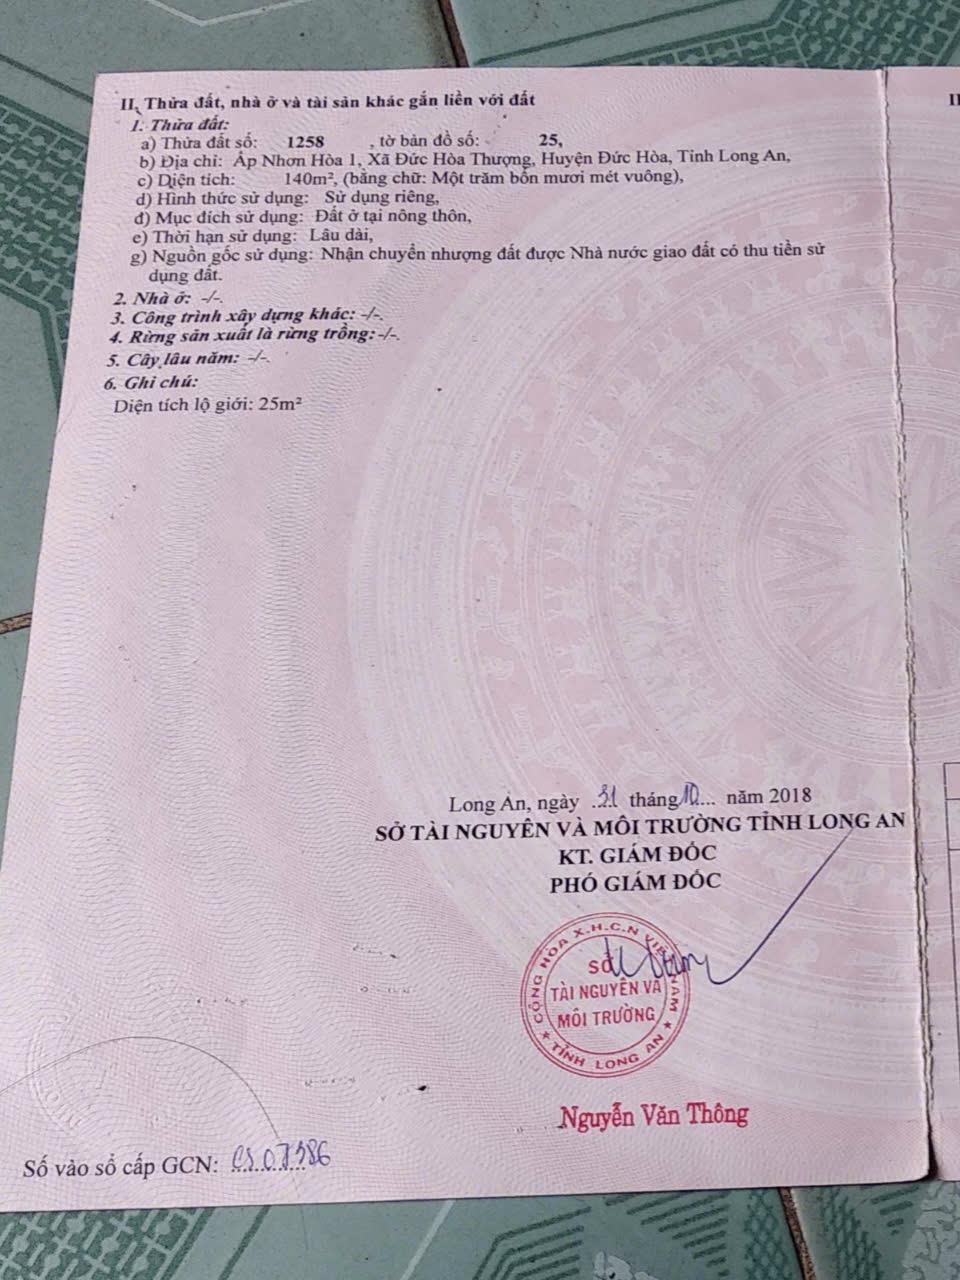 II. Thửa đất, nhà ở và tài sản khác gắn liền với đất
1. Thửa đất:
a) Thửa đất số: 1258 , tờ bản đồ số: 25,
b) Địa chỉ: Ấp Nhơn Hòa 1, Xã Đức Hòa Thượng, Huyện Đức Hòa, Tỉnh Long An,
c) Diện tích: 140m², (bằng chữ: Một trăm bốn mươi mét vuông),
d) Hình thức sử dụng: Sử dụng riêng,
đ) Mục đích sử dụng: Đất ở tại nông thôn,
e) Thời hạn sử dụng: Lâu dài,
g) Nguồn gốc sử dụng: Nhận chuyển nhượng đất được Nhà nước giao đất có thu tiền sử
dụng đất.
2. Nhà ở: -/-.
3. Công trình xây dựng khác: -/-.
4. Rừng sản xuất là rừng trồng: -/-.
5. Cây lâu năm: -/-.
6. Ghi chú:
Diện tích lộ giới: 25m²
Long An, ngày 31 tháng 10 năm 2018
SỞ TÀI NGUYÊN VÀ MÔI TRƯỜNG TỈNH LONG AN
KT. GIÁM ĐỐC
PHÓ GIÁM ĐỐC
CỘNG HÒA X.H.C.N VIỆT NAM
SỞ
TÀI NGUYÊN VÀ
MÔI TRƯỜNG
★ TỈNH LONG AN ★
Nguyễn Văn Thông
Số vào sổ cấp GCN: